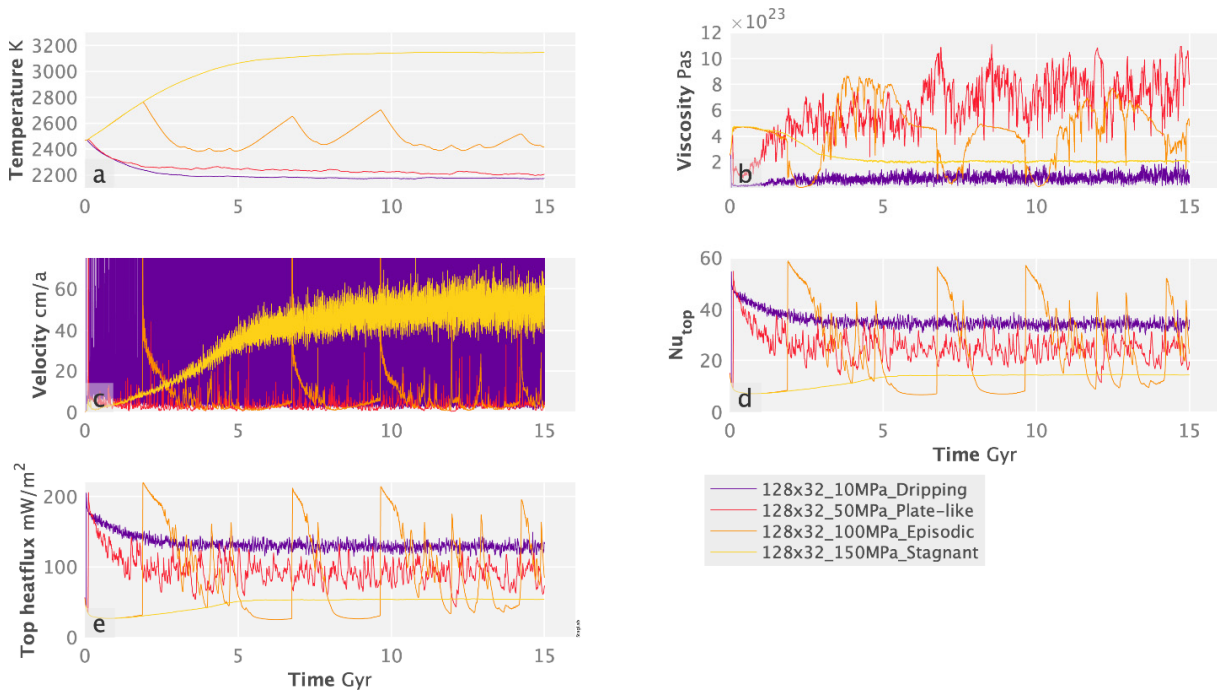 Temperature K
3200
3000
2800
2600
2400
2200
a
0
5
10
15
×10²³
Viscosity Pas
12
10
8
6
4
2
b
0
5
10
15
Velocity cm/a
60
40
20
0
c
0
5
10
15
Nu_top
60
40
20
0
d
0
5
10
15
Time Gyr
Top heatflux mW/m²
200
100
0
e
0
5
10
15
Time Gyr
128x32_10MPa_Dripping
128x32_50MPa_Plate-like
128x32_100MPa_Episodic
128x32_150MPa_Stagnant